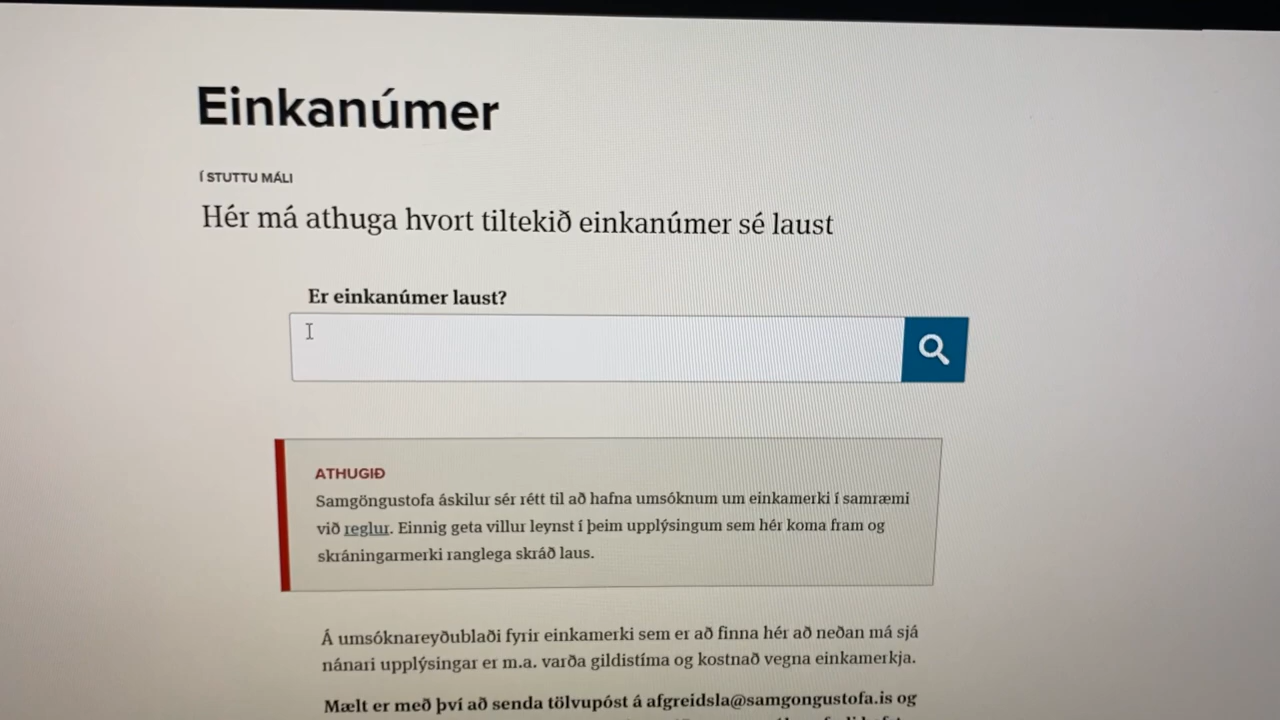 Einkanúmer
Í STUTTU MÁLI
Hér má athuga hvort tiltekið einkanúmer sé laust
Er einkanúmer laust?
ATHUGIÐ
Samgöngustofa áskilur sér rétt til að hafna umsóknum um einkamerki í samræmi
við reglur. Einnig geta villur leynst í þeim upplýsingum sem hér koma fram og
skráningarmerki ranglega skráð laus.
Á umsóknareyðublaði fyrir einkamerki sem er að finna hér að neðan má sjá
nánari upplýsingar er m.a. varða gildistíma og kostnað vegna einkamerkja.
Mælt er með því að senda tölvupóst á afgreidsla@samgongustofa.is og